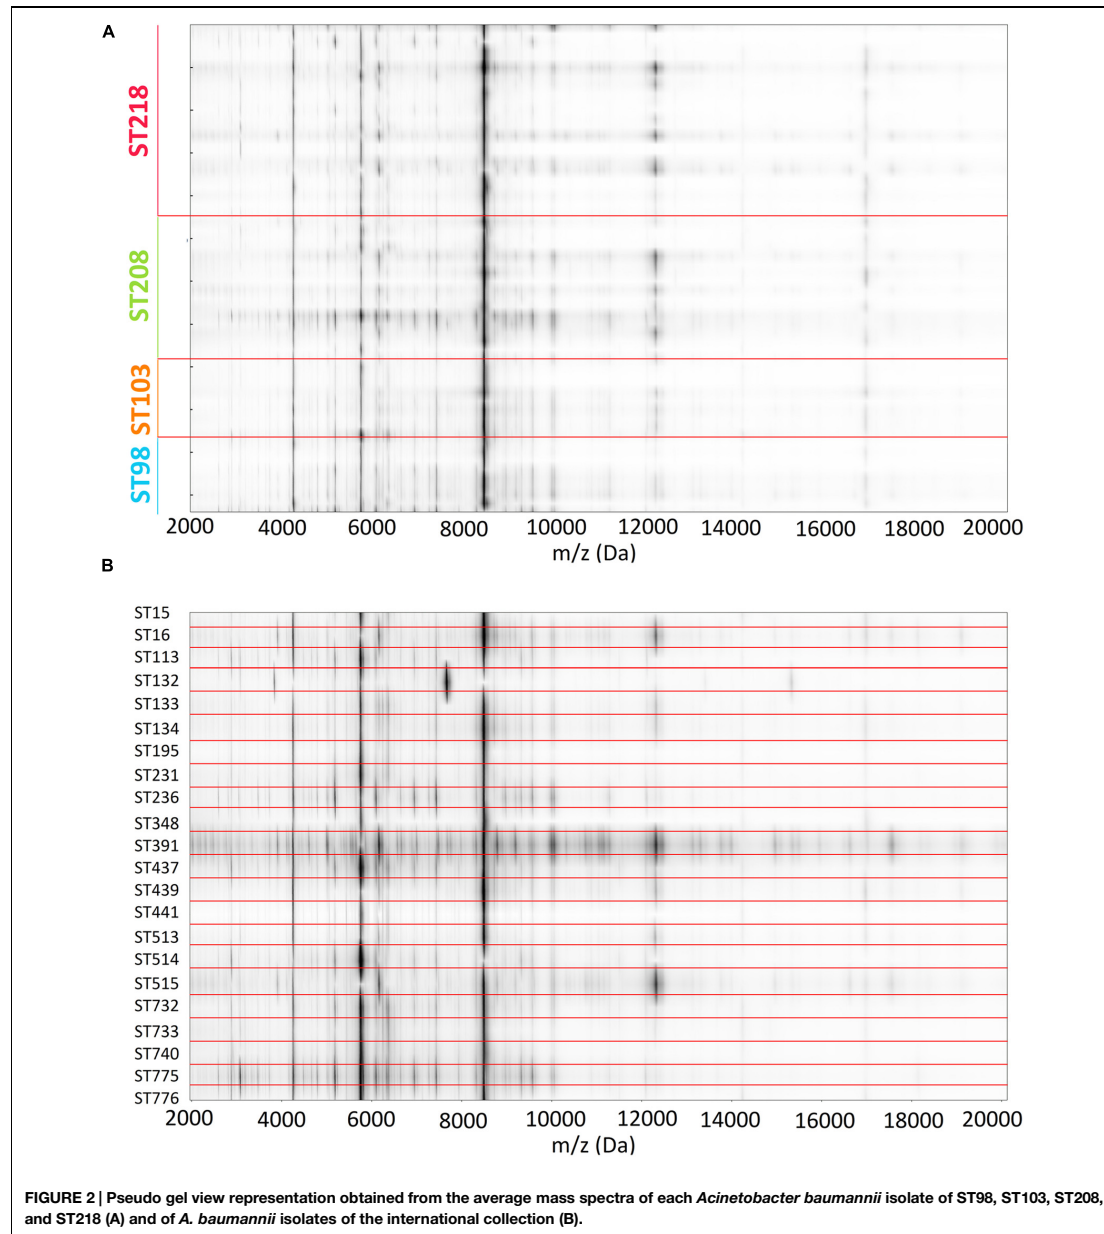 A
ST218
ST208
ST103
ST98
2000 4000 6000 8000 10000 12000 14000 16000 18000 20000
m/z (Da)
B
ST15
ST16
ST113
ST132
ST133
ST134
ST195
ST231
ST236
ST348
ST391
ST437
ST439
ST441
ST513
ST514
ST515
ST732
ST733
ST740
ST775
ST776
2000 4000 6000 8000 10000 12000 14000 16000 18000 20000
m/z (Da)
FIGURE 2 | Pseudo gel view representation obtained from the average mass spectra of each Acinetobacter baumannii isolate of ST98, ST103, ST208,
and ST218 (A) and of A. baumannii isolates of the international collection (B).